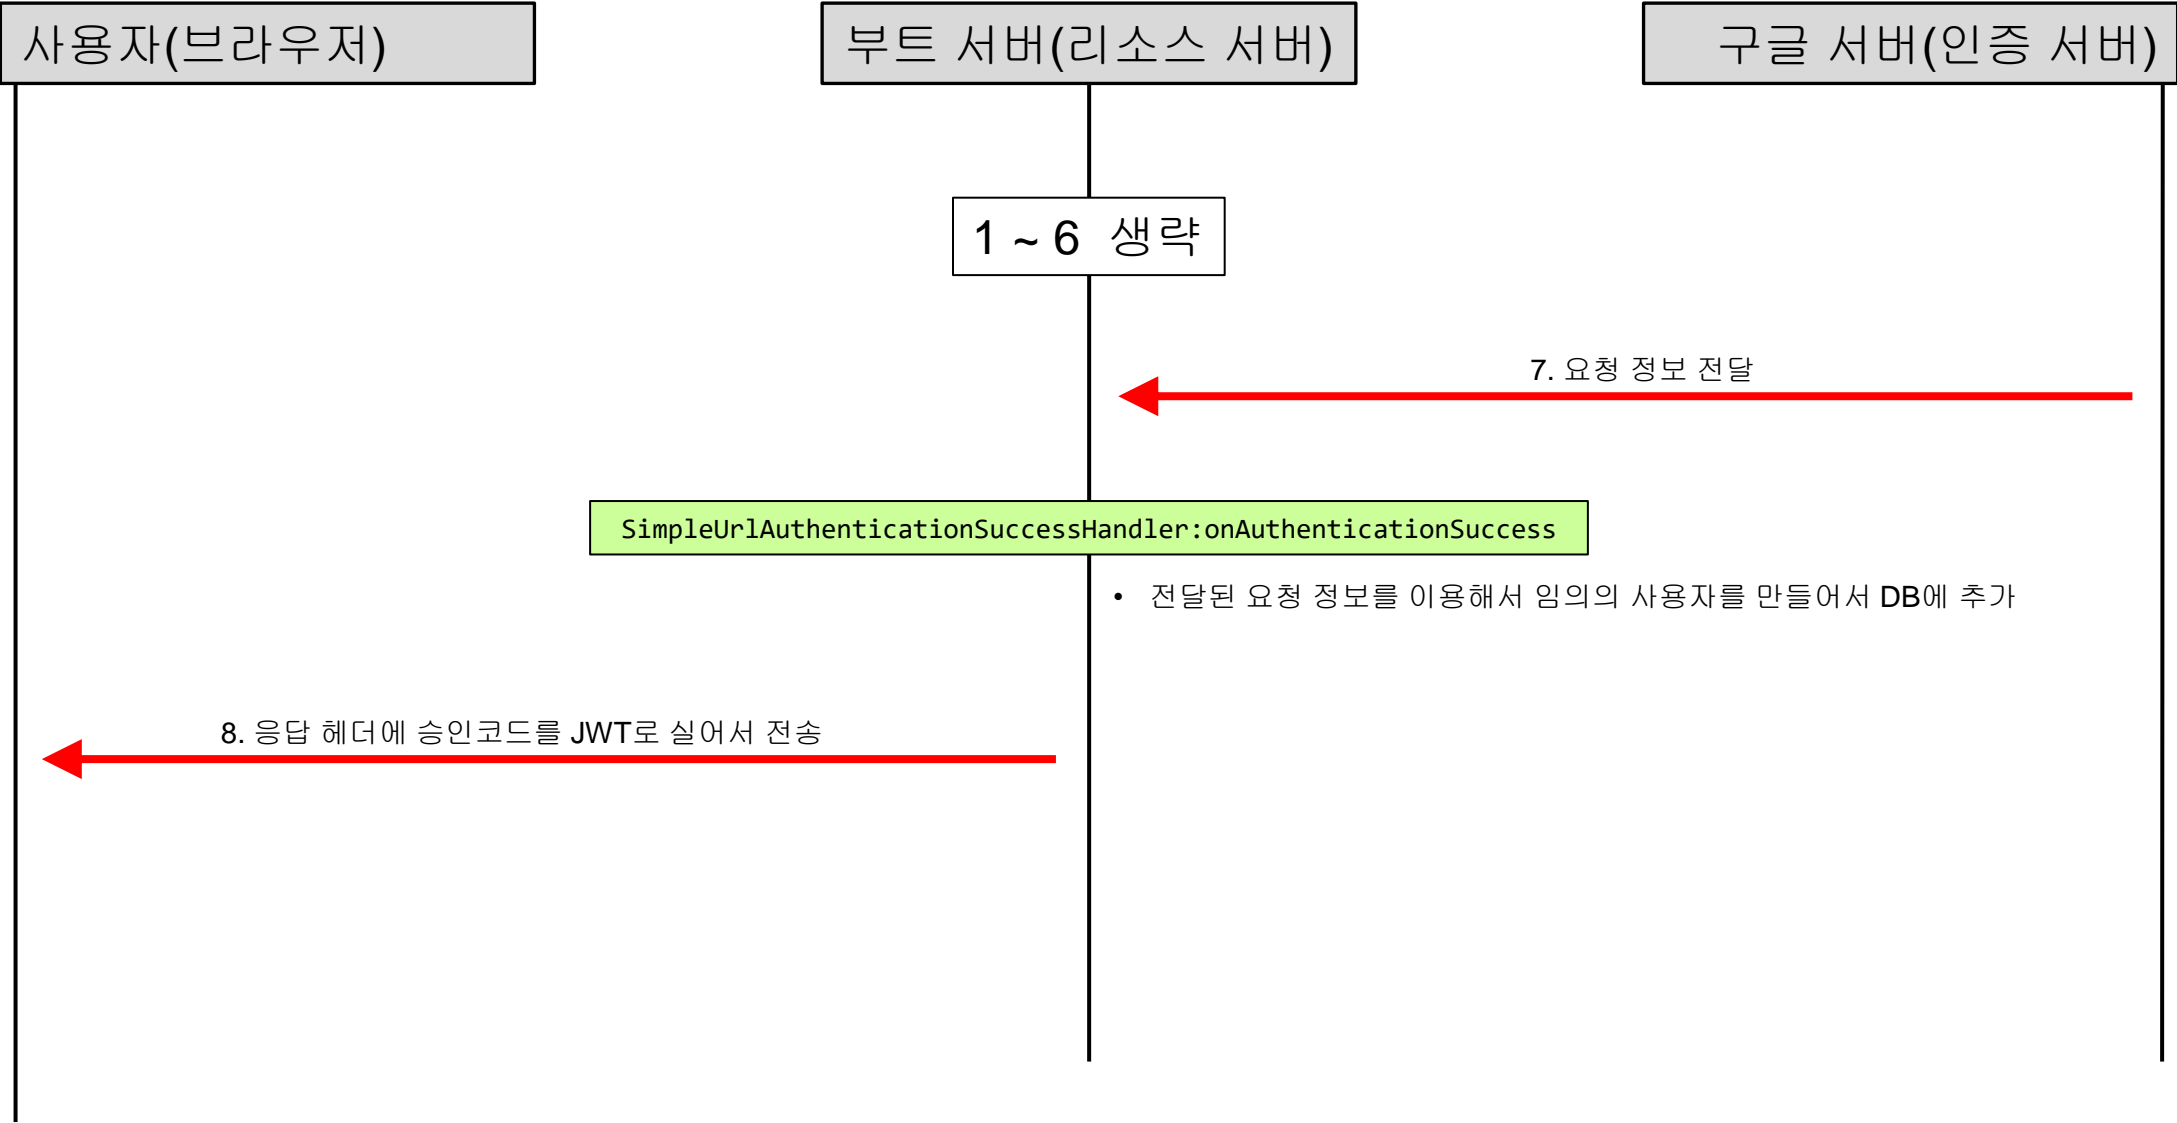 사용자(브라우저)
부트 서버(리소스 서버)
구글 서버(인증 서버)
1 ~ 6 생략
7. 요청 정보 전달
SimpleUrlAuthenticationSuccessHandler:onAuthenticationSuccess
• 전달된 요청 정보를 이용해서 임의의 사용자를 만들어서 DB에 추가
8. 응답 헤더에 승인코드를 JWT로 실어서 전송